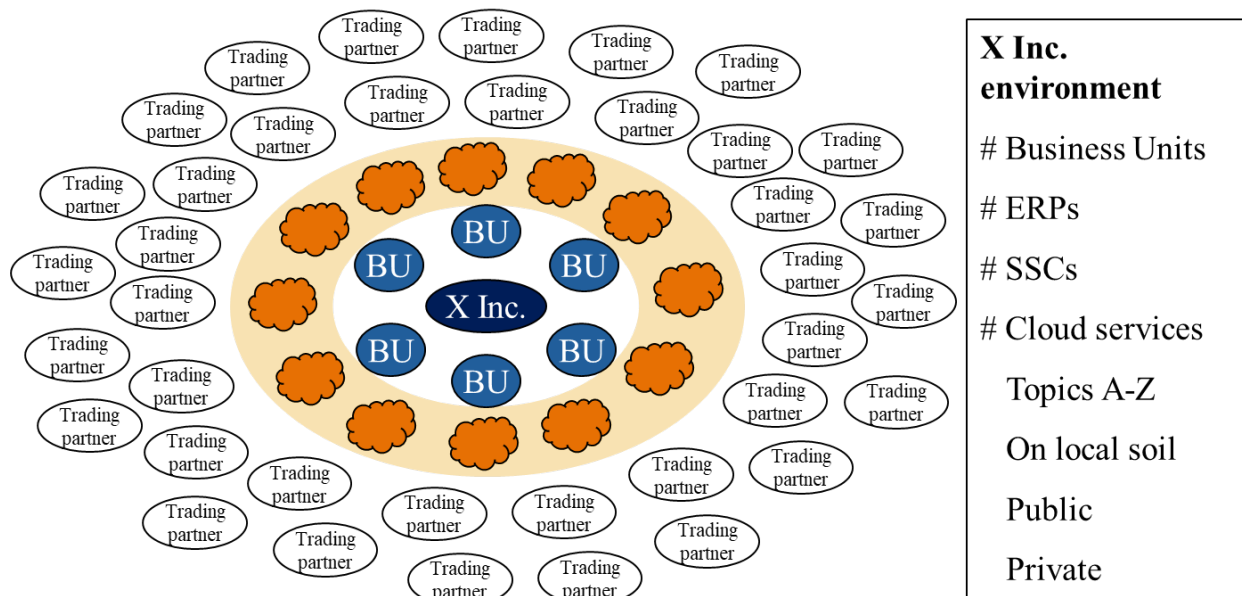 Trading
partner
Trading
partner
Trading
partner
Trading
partner
Trading
partner
Trading
partner
Trading
partner
Trading
partner
Trading
partner
Trading
partner
Trading
partner
Trading
partner
Trading
partner
Trading
partner
Trading
partner
Trading
partner
Trading
partner
Trading
partner
Trading
partner
Trading
partner
Trading
partner
Trading
partner
Trading
partner
Trading
partner
Trading
partner
Trading
partner
Trading
partner
Trading
partner
Trading
partner
Trading
partner
Trading
partner
Trading
partner
Trading
partner
Trading
partner
Trading
partner
Trading
partner
Trading
partner
Trading
partner
BU
BU
BU
X Inc.
BU
BU
BU
X Inc.
environment
# Business Units
# ERPs
# SSCs
# Cloud services
Topics A-Z
On local soil
Public
Private